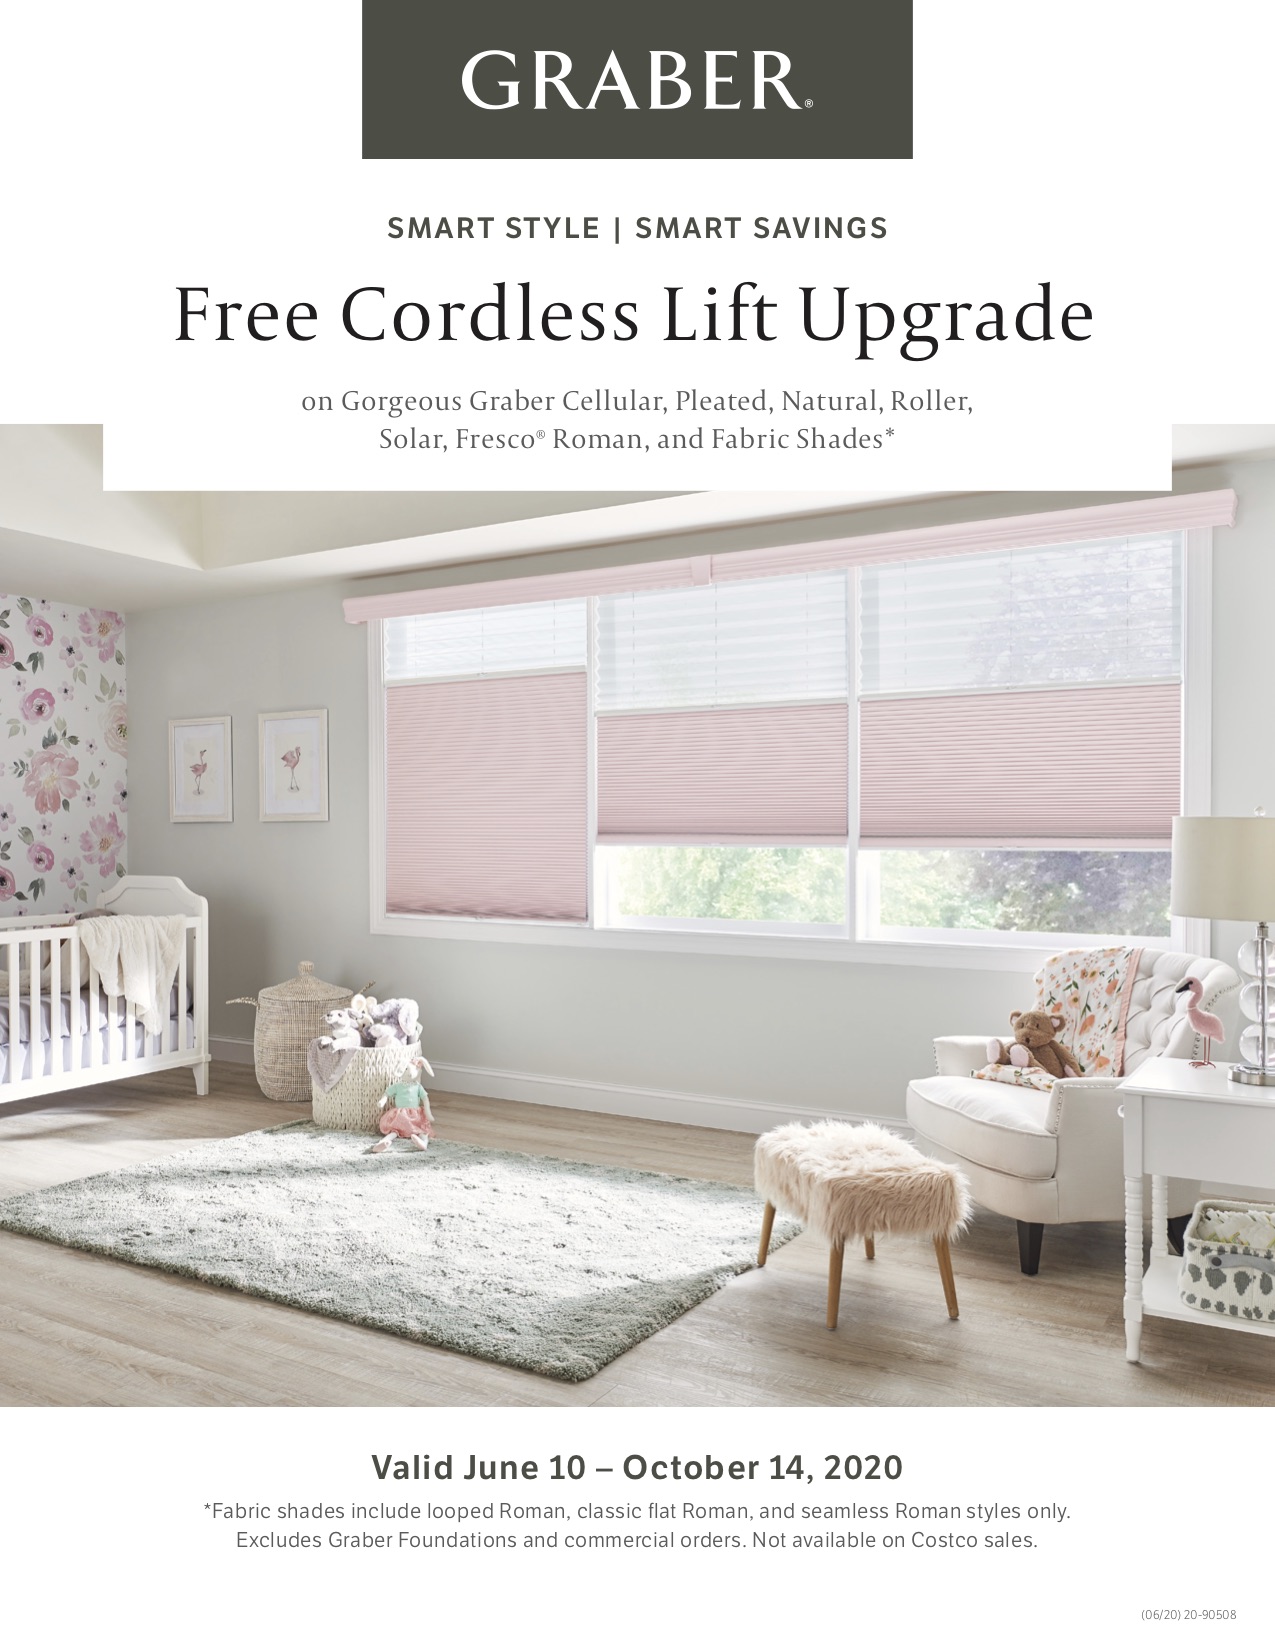 GRABER®
SMART STYLE | SMART SAVINGS
Free Cordless Lift Upgrade
on Gorgeous Graber Cellular, Pleated, Natural, Roller,
Solar, Fresco® Roman, and Fabric Shades*
Valid June 10 – October 14, 2020
*Fabric shades include looped Roman, classic flat Roman, and seamless Roman styles only.
Excludes Graber Foundations and commercial orders. Not available on Costco sales.
(06/20) 20-90508